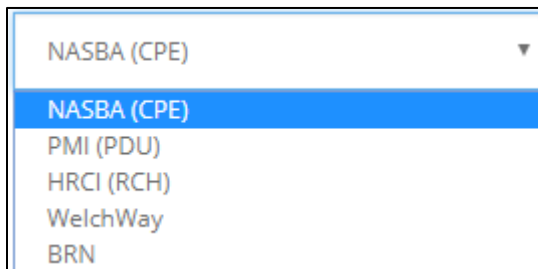 NASBA (CPE)
NASBA (CPE)
PMI (PDU)
HRCI (RCH)
WelchWay
BRN